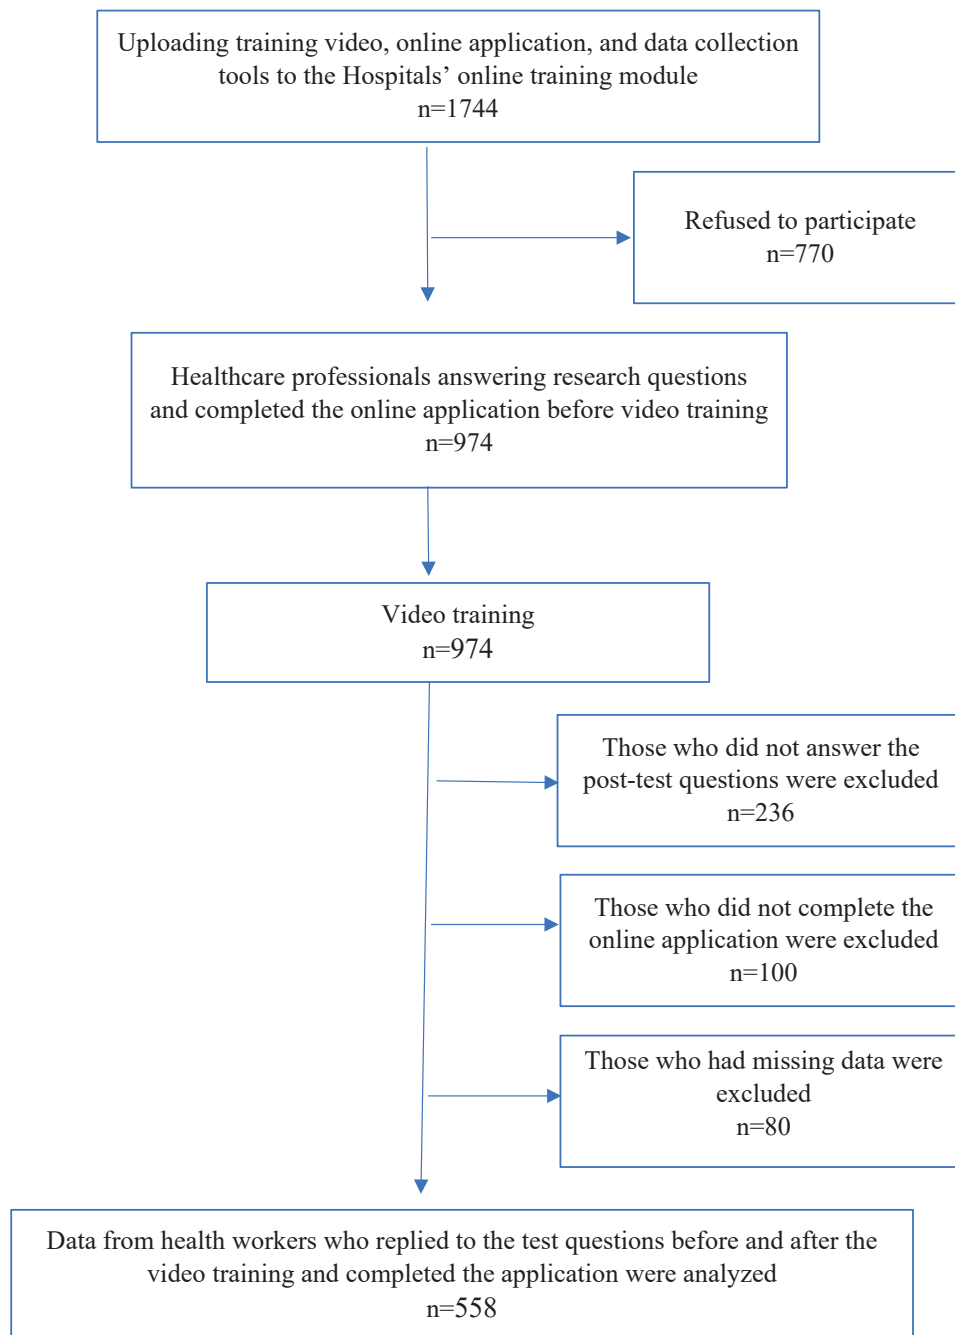 Uploading training video, online application, and data collection
tools to the Hospitals’ online training module
n=1744
Refused to participate
n=770
Healthcare professionals answering research questions
and completed the online application before video training
n=974
Video training
n=974
Those who did not answer the
post-test questions were excluded
n=236
Those who did not complete the
online application were excluded
n=100
Those who had missing data were
excluded
n=80
Data from health workers who replied to the test questions before and after the
video training and completed the application were analyzed
n=558